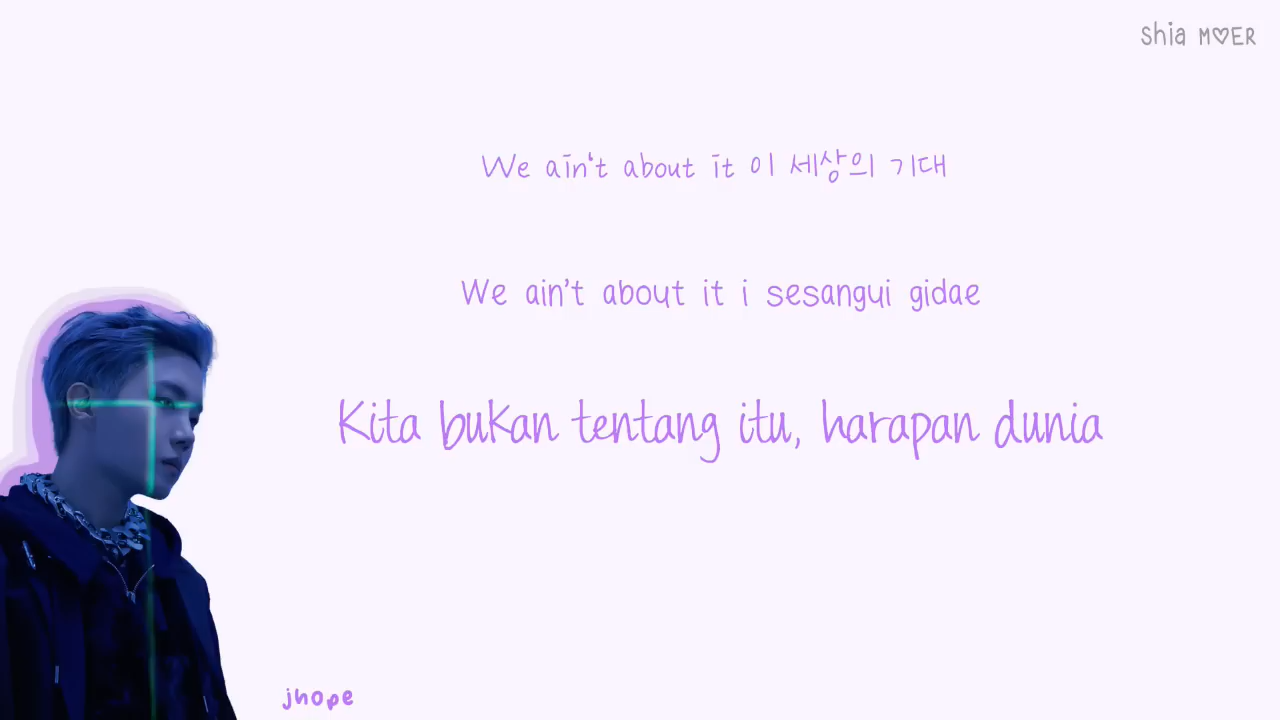 Shia M♡ER
We ain't about it 이 세상의 기대
We ain't about it i sesangui gidae
Kita bukan tentang itu, harapan dunia
jhope